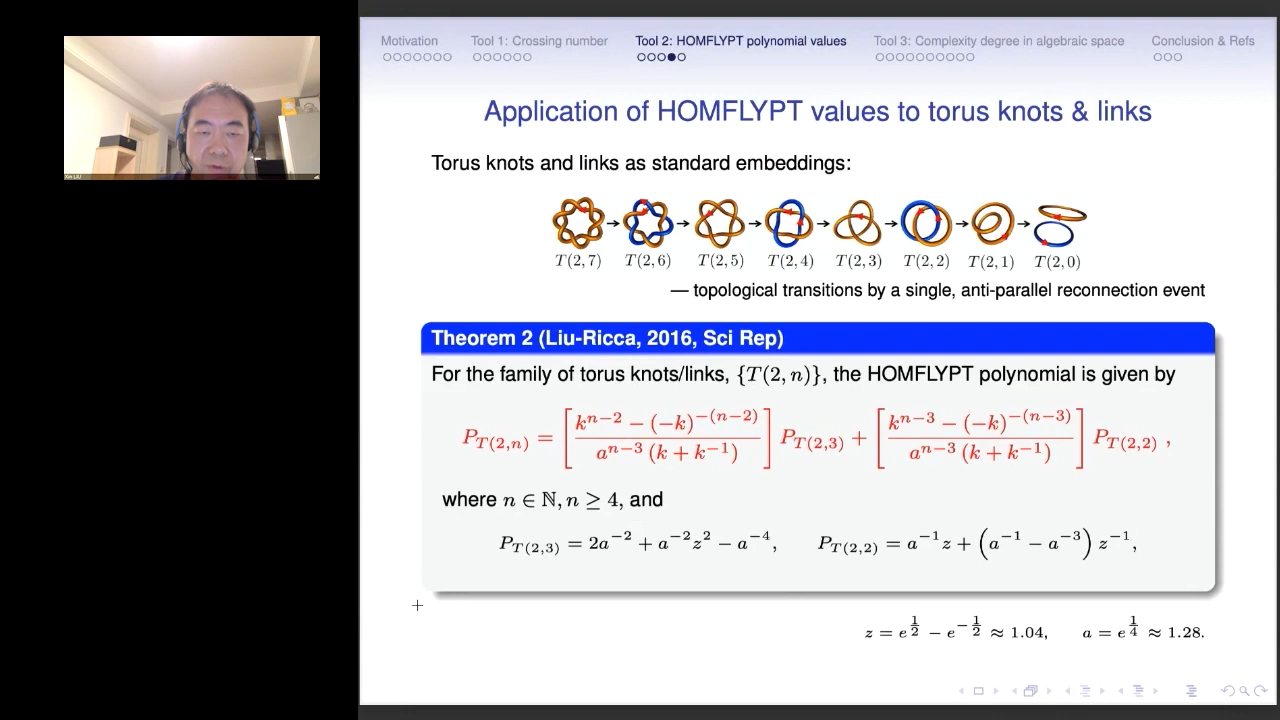 Motivation Tool 1: Crossing number Tool 2: HOMFLYPT polynomial values Tool 3: Complexity degree in algebraic space Conclusion & Refs
Application of HOMFLYPT values to torus knots & links
Torus knots and links as standard embeddings:
T(2,7) T(2,6) T(2,5) T(2,4) T(2,3) T(2,2) T(2,1) T(2,0)
— topological transitions by a single, anti-parallel reconnection event
Theorem 2 (Liu-Ricca, 2016, Sci Rep)
For the family of torus knots/links, {T(2, n)}, the HOMFLYPT polynomial is given by
P_{T(2,n)} = [\frac{k^{n-2} - (-k)^{-(n-2)}}{a^{n-3}(k + k^{-1})}] P_{T(2,3)} + [\frac{k^{n-3} - (-k)^{-(n-3)}}{a^{n-3}(k + k^{-1})}] P_{T(2,2)} ,
where n ∈ ℕ, n ≥ 4, and
P_{T(2,3)} = 2a^{-2} + a^{-2}z^{2} - a^{-4}, P_{T(2,2)} = a^{-1}z + (a^{-1} - a^{-3}) z^{-1},
z = e^{\frac{1}{2}} - e^{-\frac{1}{2}} ≈ 1.04, a = e^{\frac{1}{4}} ≈ 1.28.